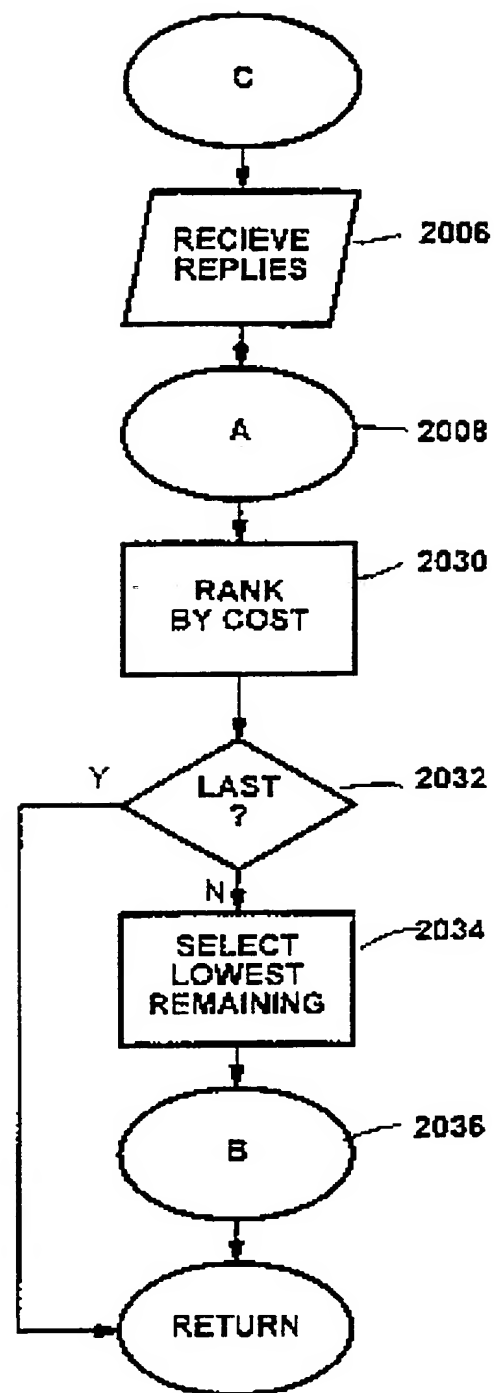 C
RECIEVE
REPLIES
2006
A
2008
RANK
BY COST
2030
LAST
?
2032
Y
N
SELECT
LOWEST
REMAINING
2034
B
2036
RETURN